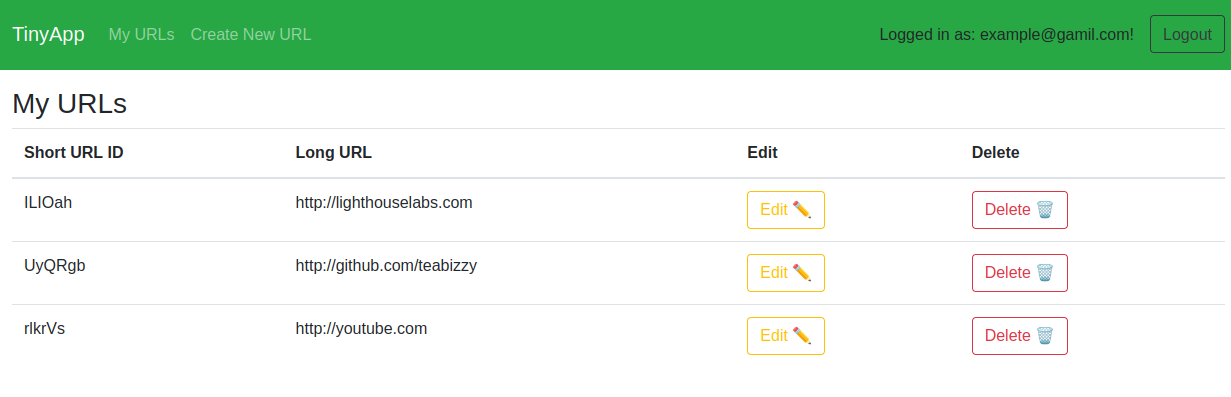 TinyApp My URLs Create New URL Logged in as: example@gamil.com! Logout
My URLs
Short URL ID Long URL Edit Delete
ILIOah http://lighthouselabs.com Edit ✏️ Delete 🗑️
UyQRgb http://github.com/teabizzy Edit ✏️ Delete 🗑️
rlkrVs http://youtube.com Edit ✏️ Delete 🗑️